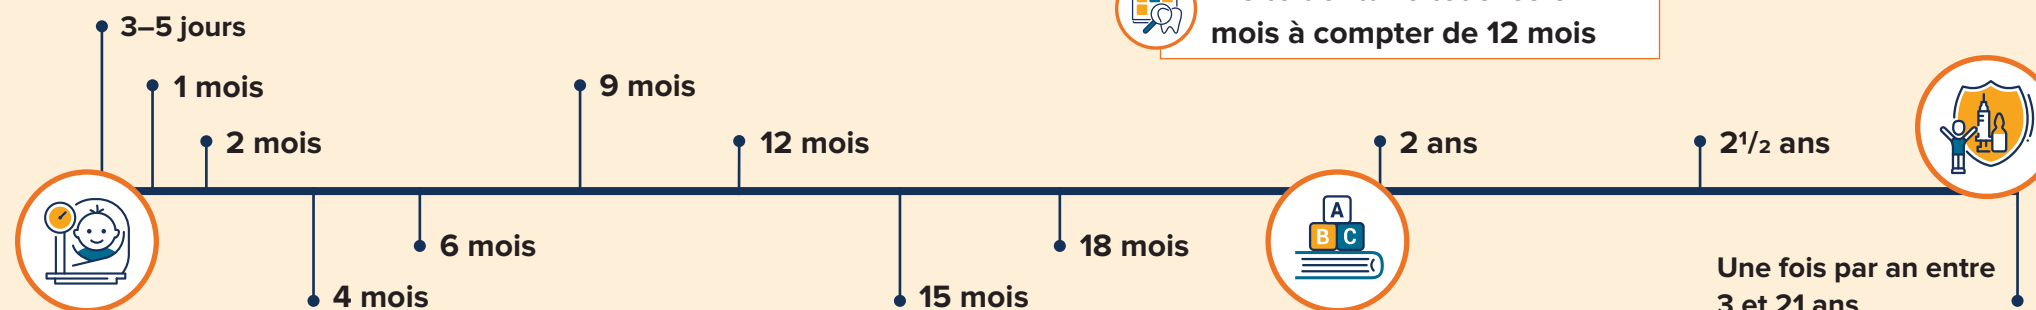 3–5 jours
mois à compter de 12 mois
1 mois
9 mois
2 mois
12 mois
2 ans
2¹/₂ ans
A
B C
6 mois
18 mois
4 mois
15 mois
Une fois par an entre
3 et 21 ans